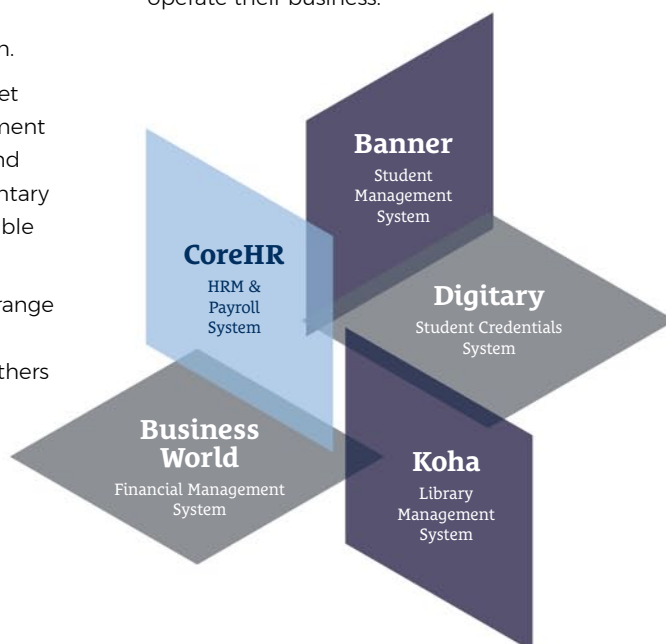 operate their business.
n.
et
ment
nd
ntary
ble
range
thers
Banner
Student
Management
System
CoreHR
HRM &
Payroll
System
Digitary
Student Credentials
System
Business
World
Financial Management
System
Koha
Library
Management
System